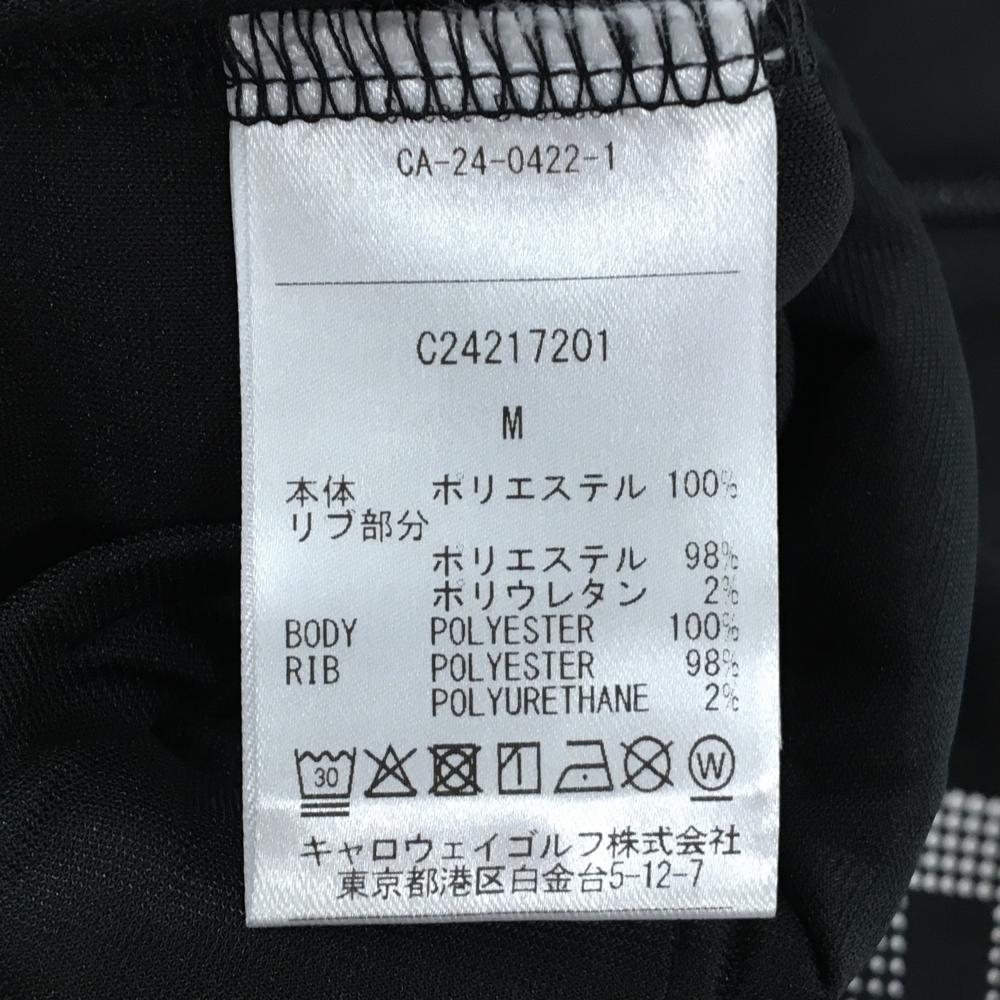 CA-24-0422-1
C24217201
M
本体 ポリエステル 100%
リブ部分
ポリエステル 98%
ポリウレタン 2%
BODY POLYESTER 100%
RIB POLYESTER 98%
POLYURETHANE 2%
30 W
キャロウェイゴルフ株式会社
東京都港区白金台5-12-7